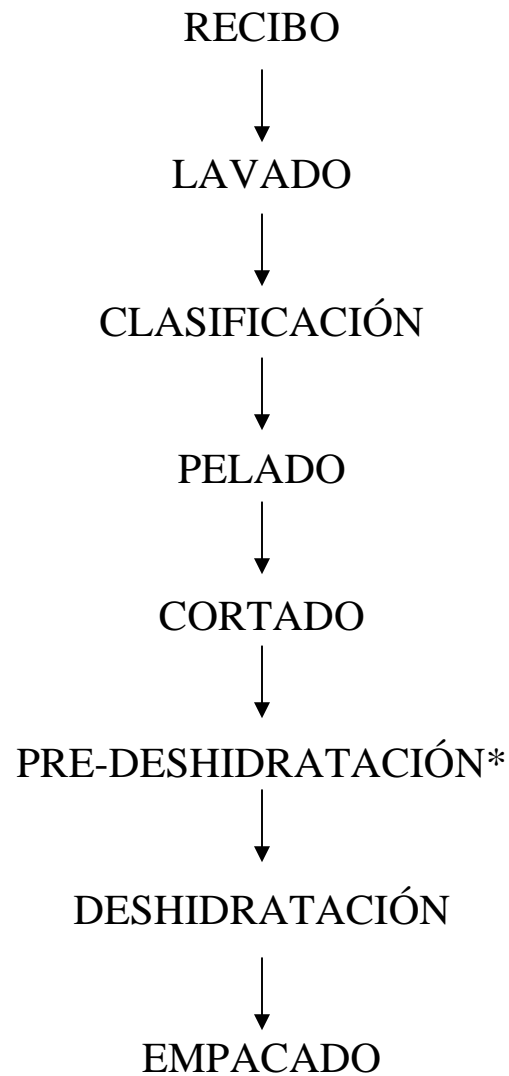 RECIBO
LAVADO
CLASIFICACIÓN
PELADO
CORTADO
PRE-DESHIDRATACIÓN*
DESHIDRATACIÓN
EMPACADO